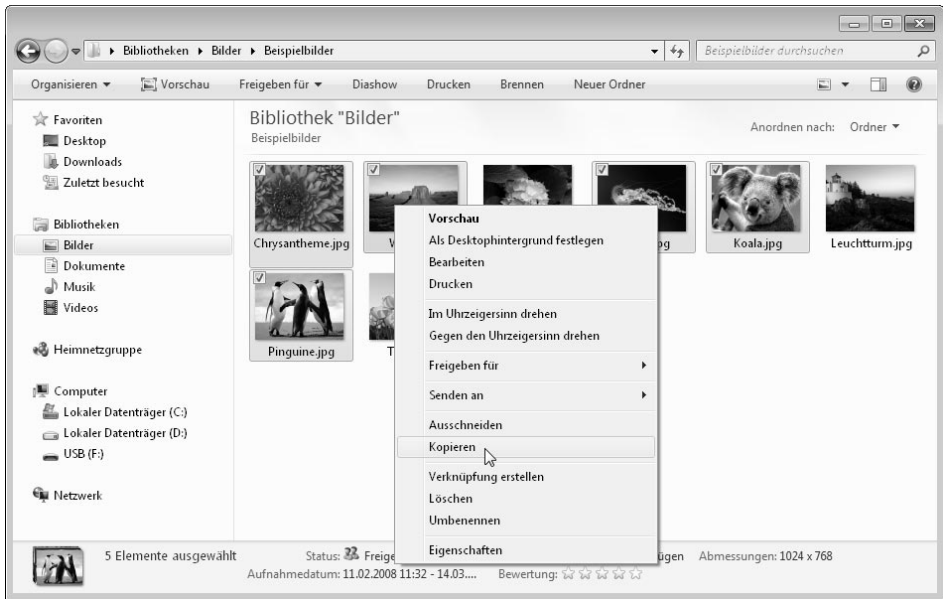 Bibliotheken Bilder Beispielbilder
Beispielbilder durchsuchen
Organisieren Vorschau Freigeben für Diashow Drucken Brennen Neuer Ordner
Favoriten
Desktop
Downloads
Zuletzt besucht
Bibliotheken
Bilder
Dokumente
Musik
Videos
Heimnetzgruppe
Computer
Lokaler Datenträger (C:)
Lokaler Datenträger (D:)
USB (F:)
Netzwerk
Bibliothek "Bilder"
Beispielbilder
Anordnen nach: Ordner
Chrysantheme.jpg
Koala.jpg
Leuchtturm.jpg
Pinguine.jpg
Vorschau
Als Desktophintergrund festlegen
Bearbeiten
Drucken
Im Uhrzeigersinn drehen
Gegen den Uhrzeigersinn drehen
Freigeben für
Senden an
Ausschneiden
Kopieren
Verknüpfung erstellen
Löschen
Umbenennen
Eigenschaften
5 Elemente ausgewählt
Status: Freige
Abmessungen: 1024 x 768
Aufnahmedatum: 11.02.2008 11:32 - 14.03....
Bewertung: